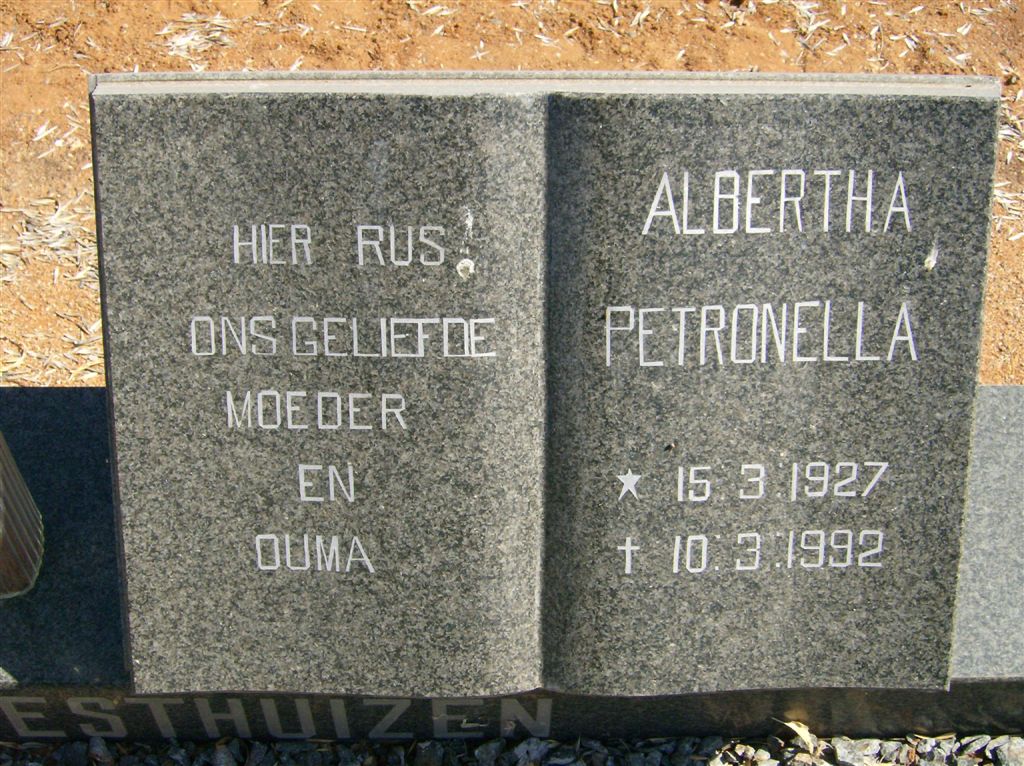 HIER RUS
ONS GELIEFDE
MOEDER
EN
OUMA
ALBERTHA
PETRONELLA
★ 15 3 1927
† 10 3 1992
ESTHUIZEN